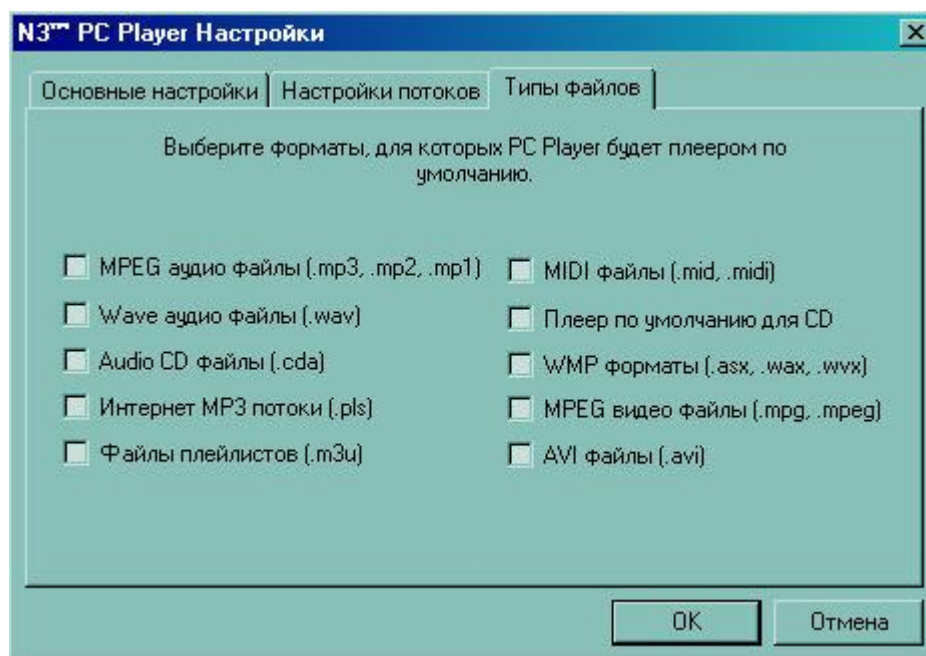 N3™ PC Player Настройки
Основные настройки
Настройки потоков
Типы файлов
Выберите форматы, для которых PC Player будет плеером по
умолчанию.
MPEG аудио файлы (.mp3, .mp2, .mp1)
Wave аудио файлы (.wav)
Audio CD файлы (.cda)
Интернет MP3 потоки (.pls)
Файлы плейлистов (.m3u)
MIDI файлы (.mid, .midi)
Плеер по умолчанию для CD
WMP форматы (.asx, .wax, .wvx)
MPEG видео файлы (.mpg, .mpeg)
AVI файлы (.avi)
OK
Отмена